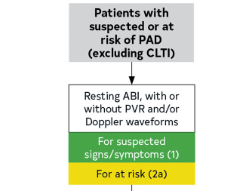 Patients with
suspected or at
risk of PAD
(excluding CLTI)
Resting ABI, with or
without PVR and/or
Doppler waveforms
For suspected
signs/symptoms (1)
For at risk (2a)